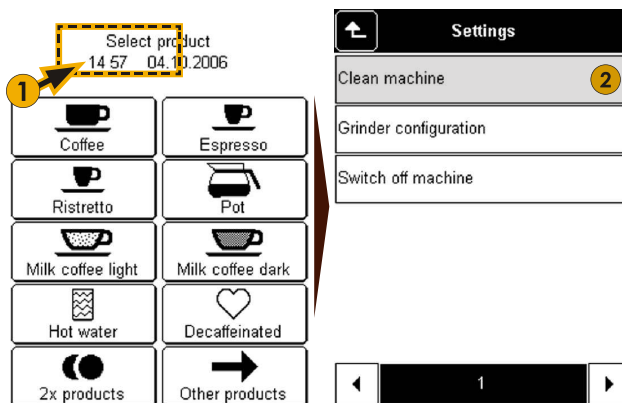 Select product
14 57 04.10.2006
1
Coffee
Espresso
Ristretto
Pot
Milk coffee light
Milk coffee dark
Hot water
Decaffeinated
2x products
Other products
Settings
Clean machine 2
Grinder configuration
Switch off machine
1